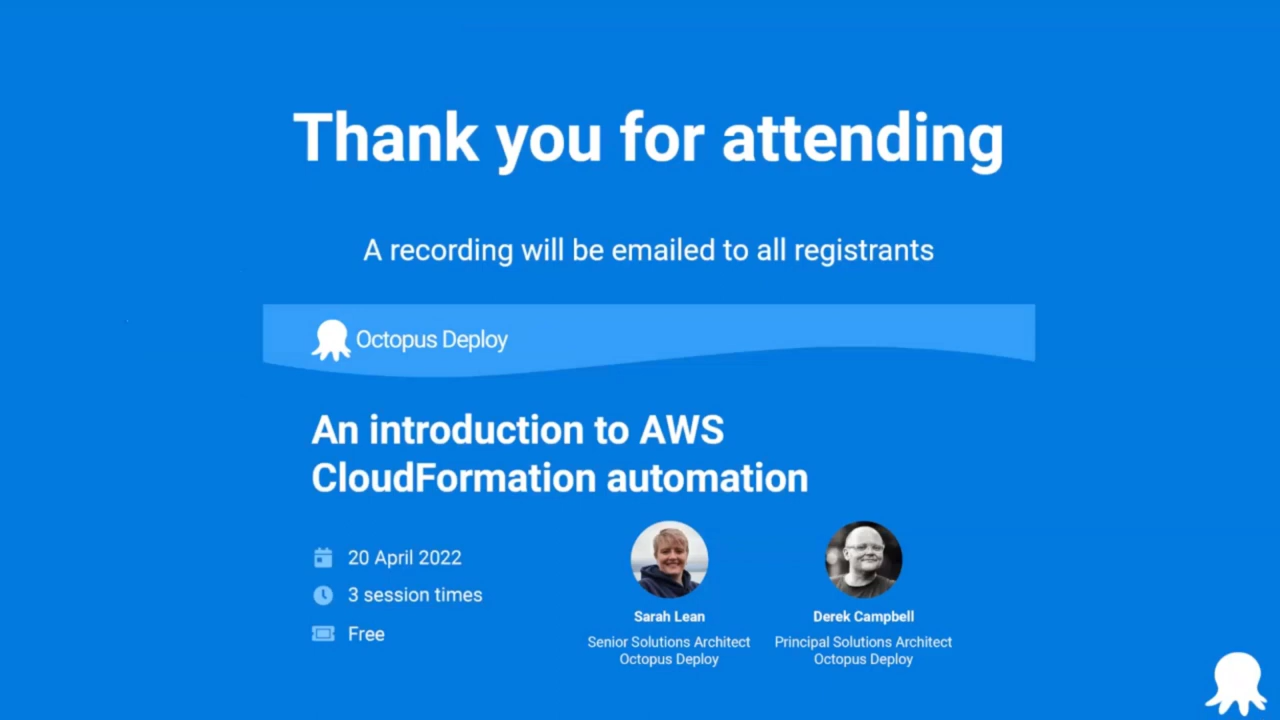 Thank you for attending
A recording will be emailed to all registrants
Octopus Deploy
An introduction to AWS
CloudFormation automation
20 April 2022
3 session times
Free
Sarah Lean
Senior Solutions Architect
Octopus Deploy
Derek Campbell
Principal Solutions Architect
Octopus Deploy